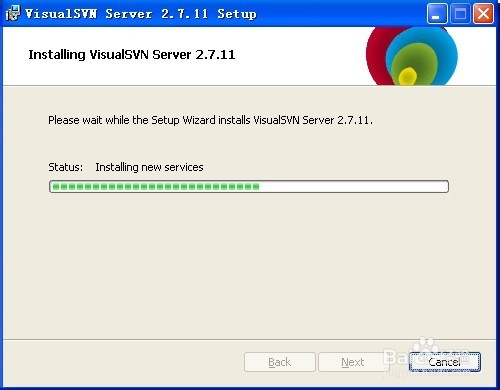 VisualSVN Server 2.7.11 Setup
Installing VisualSVN Server 2.7.11
Please wait while the Setup Wizard installs VisualSVN Server 2.7.11.
Status: Installing new services
Back Next Cancel